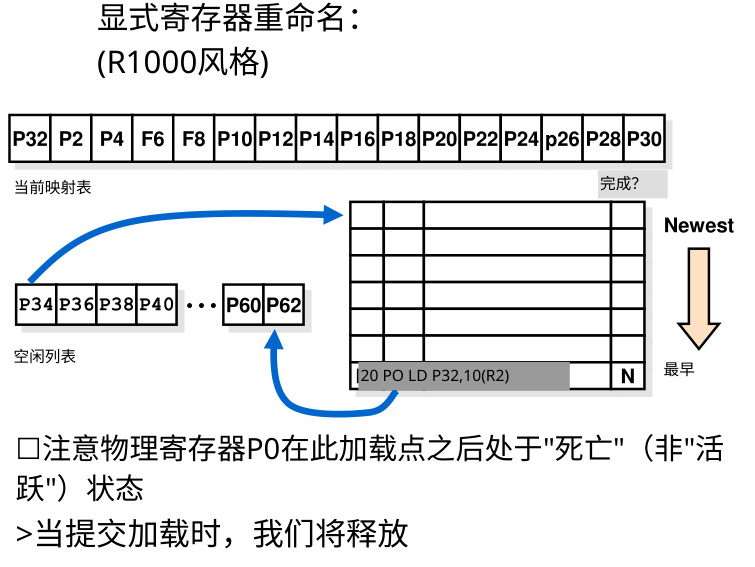 显式寄存器重命名：
(R1000风格)
P32 P2 P4 F6 F8 P10 P12 P14 P16 P18 P20 P22 P24 p26 P28 P30
当前映射表
完成？
Newest
P34 P36 P38 P40 ··· P60 P62
空闲列表
20 PO LD P32,10(R2)
N
最早
□注意物理寄存器P0在此加载点之后处于"死亡"（非"活
跃"）状态
>当提交加载时，我们将释放